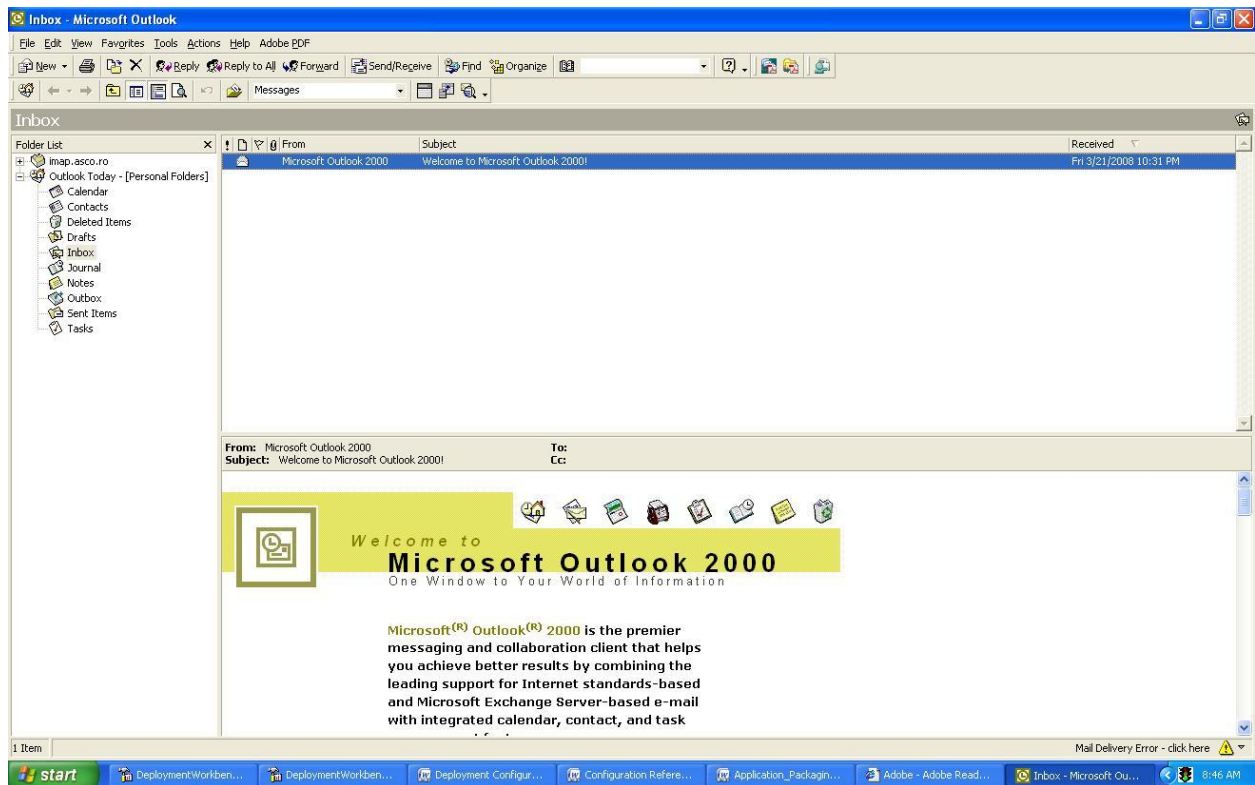 Inbox - Microsoft Outlook
File Edit View Favorites Tools Actions Help Adobe PDF
New Reply Reply to All Forward Send/Receive Find Organize
Messages
Inbox
Folder List
! From Subject Received
imap.asco.ro
Microsoft Outlook 2000 Welcome to Microsoft Outlook 2000! Fri 3/21/2008 10:31 PM
Outlook Today - [Personal Folders]
Calendar
Contacts
Deleted Items
Drafts
Inbox
Journal
Notes
Outbox
Sent Items
Tasks
From: Microsoft Outlook 2000 To:
Subject: Welcome to Microsoft Outlook 2000! Cc:
Welcome to
Microsoft Outlook 2000
One Window to Your World of Information
Microsoft(R) Outlook(R) 2000 is the premier
messaging and collaboration client that helps
you achieve better results by combining the
leading support for Internet standards-based
and Microsoft Exchange Server-based e-mail
with integrated calendar, contact, and task
1 Item Mail Delivery Error - click here
start DeploymentWorkben... DeploymentWorkben... Deployment Configur... Configuration Refere... Application_Packagin... Adobe - Adobe Read... Inbox - Microsoft Ou... 8:46 AM